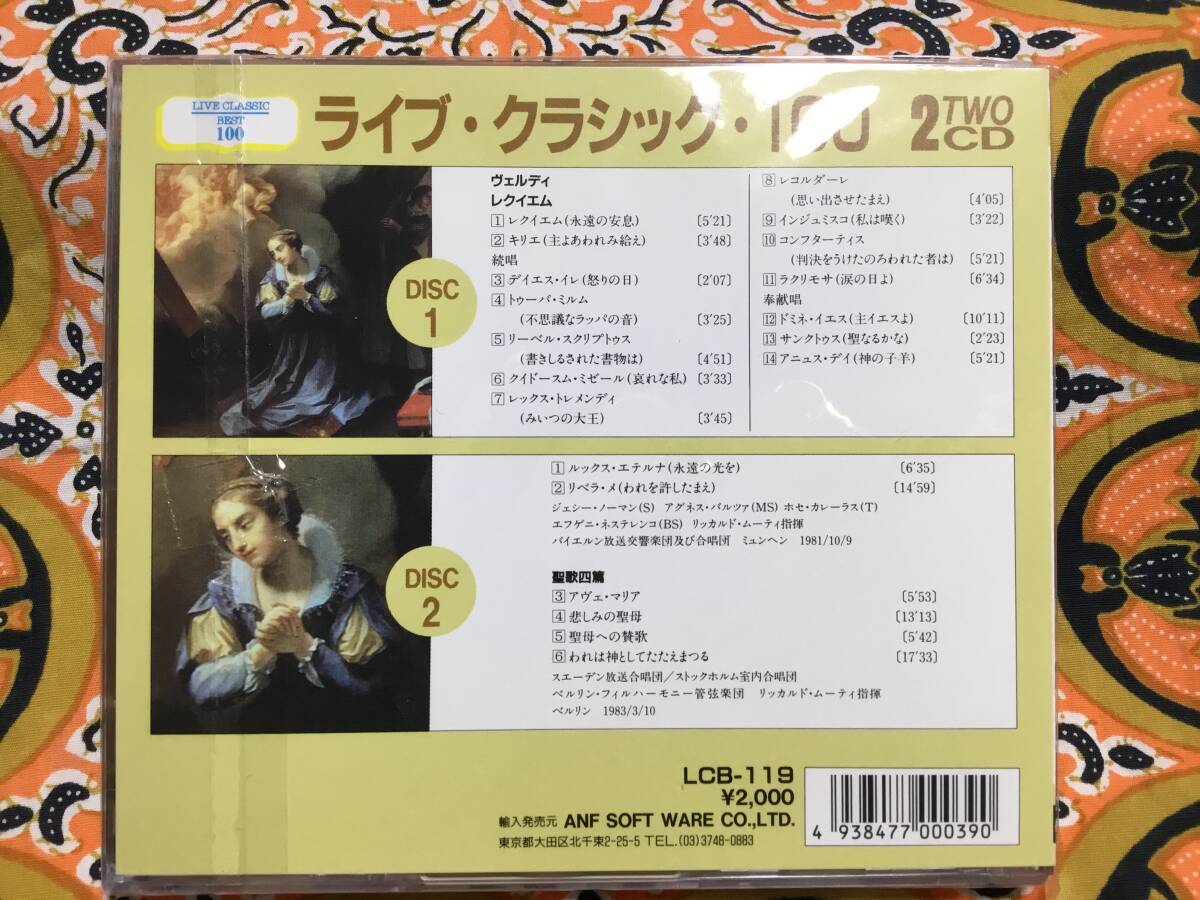 LIVE CLASSIC
BEST
100
ライブ・クラシック・100
2 TWO CD
DISC 1
ヴェルディ
レクイエム
1 レクイエム(永遠の安息) 〔5'21〕
2 キリエ(主よあわれみ給え) 〔3'48〕
続唱
3 デイエス・イレ(怒りの日) 〔2'07〕
4 トゥーバ・ミルム
(不思議なラッパの音) 〔3'25〕
5 リーベル・スクリプトゥス
(書きしるされた書物は) 〔4'51〕
6 クイドースム・ミゼール(哀れな私) 〔3'33〕
7 レックス・トレメンディ
(みいつの大王) 〔3'45〕
8 レコルダーレ
(思い出させたまえ) 〔4'05〕
9 インジュミスコ(私は嘆く) 〔3'22〕
10 コンフターティス
(判決をうけたのろわれた者は) 〔5'21〕
11 ラクリモサ(涙の日よ) 〔6'34〕
奉献唱
12 ドミネ・イエス(主イエスよ) 〔10'11〕
13 サンクトゥス(聖なるかな) 〔2'23〕
14 アニュス・デイ(神の子羊) 〔5'21〕
DISC 2
1 ルックス・エテルナ(永遠の光を) 〔6'35〕
2 リベラ・メ(われを許したまえ) 〔14'59〕
ジェシー・ノーマン(S) アグネス・バルツァ(MS) ホセ・カレーラス(T)
エフゲニ・ネステレンコ(BS) リッカルド・ムーティ指揮
バイエルン放送交響楽団及び合唱団 ミュンヘン 1981/10/9
聖歌四篇
3 アヴェ・マリア 〔5'53〕
4 悲しみの聖母 〔13'13〕
5 聖母への賛歌 〔5'42〕
6 われは神としてたたえまつる 〔17'33〕
スエーデン放送合唱団/ストックホルム室内合唱団
ベルリン・フィルハーモニー管弦楽団 リッカルド・ムーティ指揮
ベルリン 1983/3/10
LCB-119
¥2,000
輸入発売元 ANF SOFT WARE CO.,LTD.
東京都大田区北千束2-25-5 TEL.(03)3748-0883
4 938477 000390